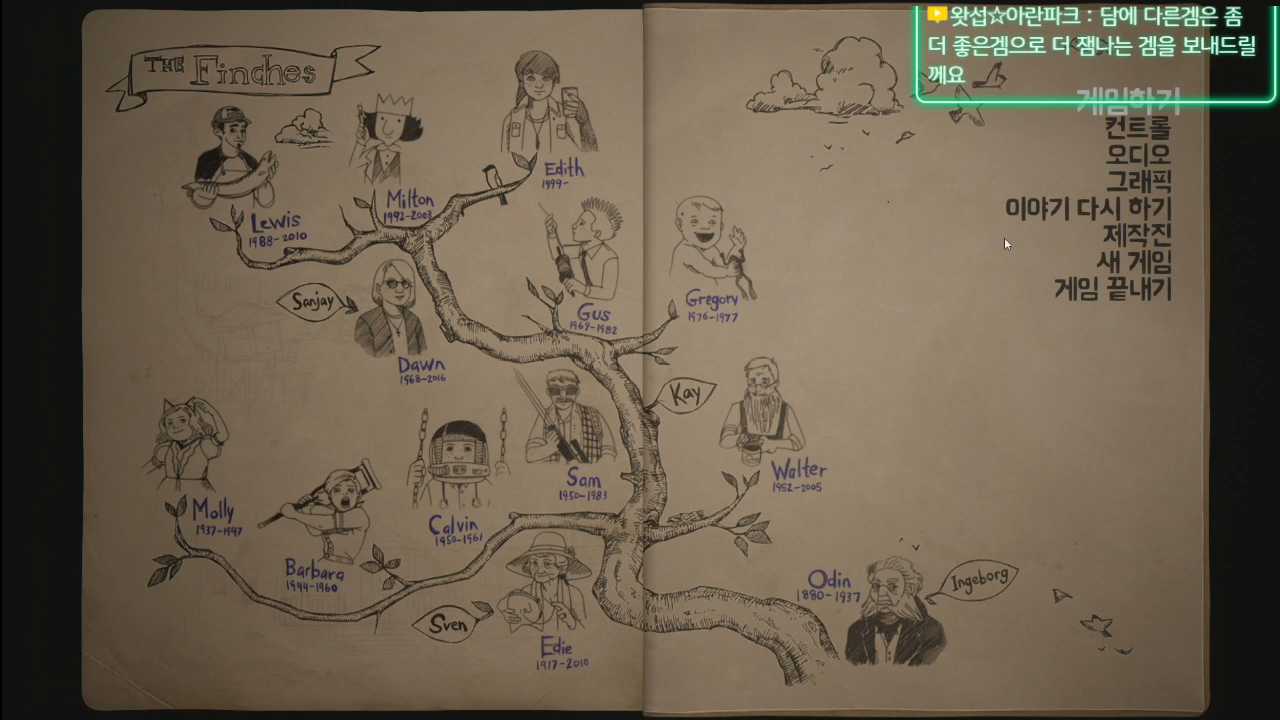 THE Finches
왓섭☆아란파크 : 담에 다른겜은 좀
더 좋은겜으로 더 잼나는 겜을 보내드릴
께요
게임하기
컨트롤
오디오
그래픽
이야기 다시 하기
제작진
새 게임
게임 끝내기
Edith
1999-
Milton
1992-2003
Lewis
1988-2010
Sanjay
Dawn
1968-2016
Gus
1969-1982
Gregory
1976-1977
Kay
Sam
1950-1983
Walter
1952-2005
Calvin
1950-1961
Molly
1937-1947
Barbara
1944-1960
Sven
Edie
1917-2010
Odin
1880-1937
Ingeborg